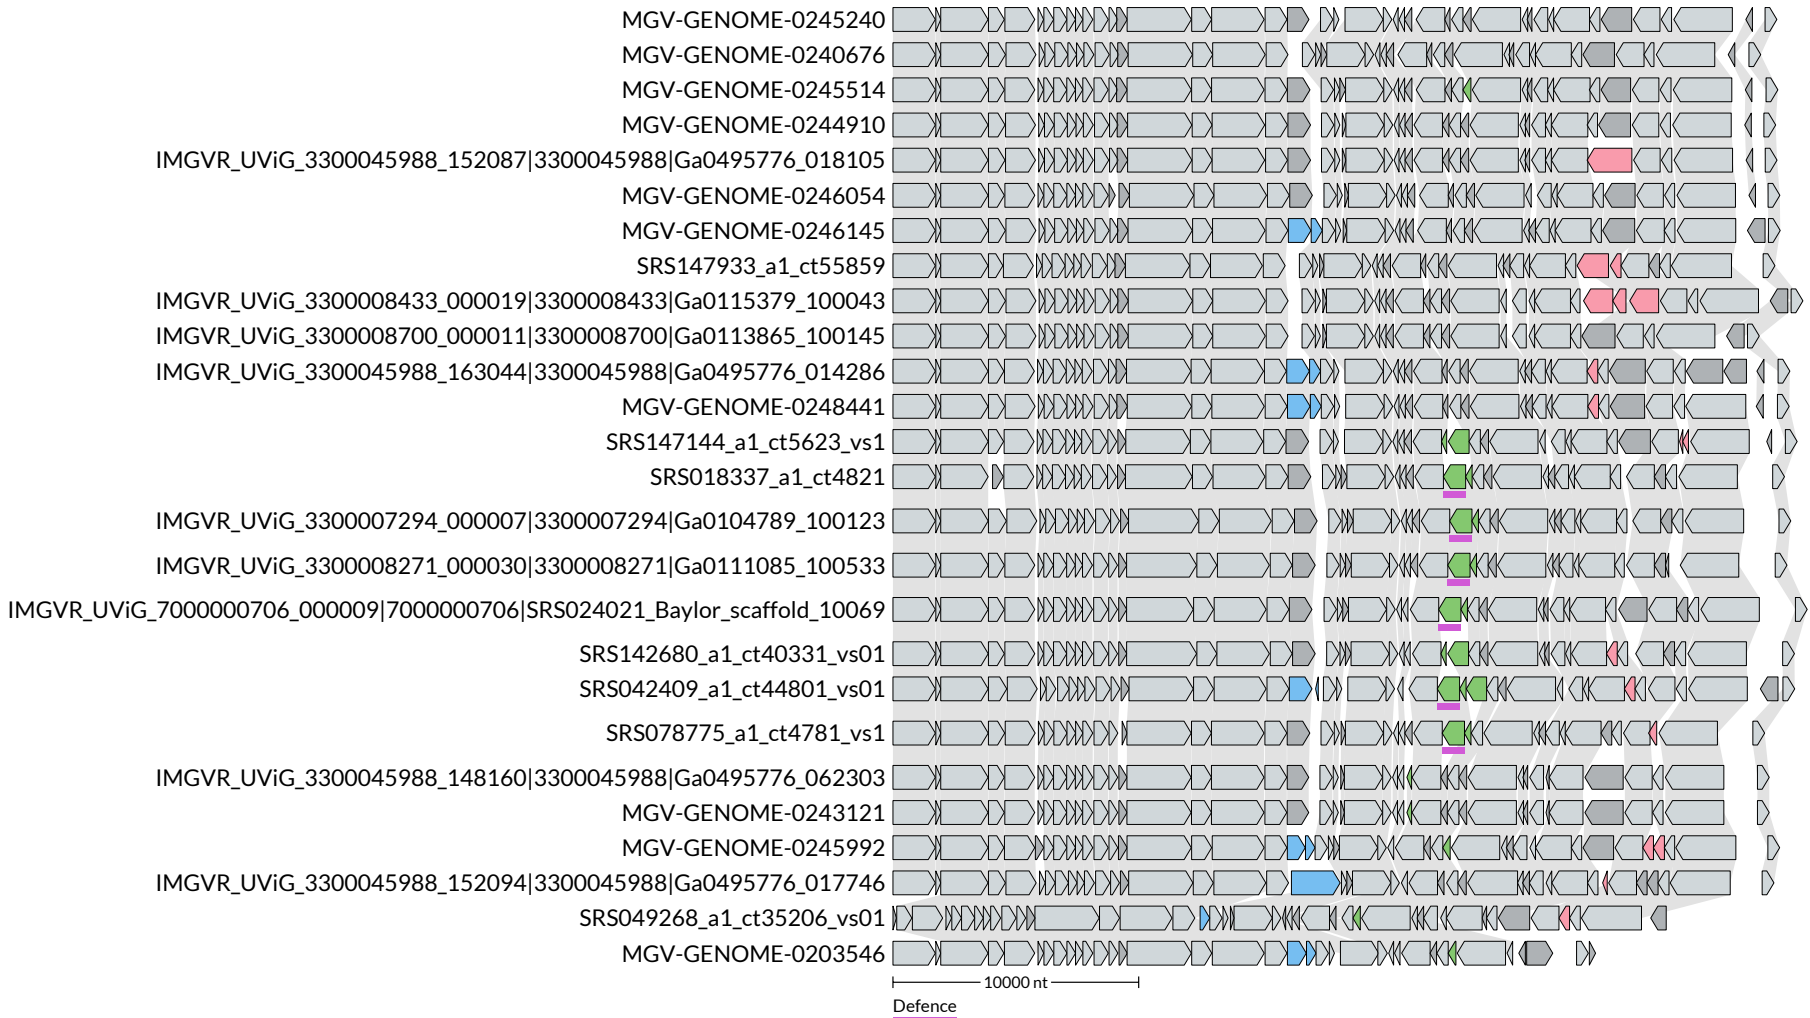 MGV-GENOME-0245240
MGV-GENOME-0240676
MGV-GENOME-0245514
MGV-GENOME-0244910
IMGVR_UViG_3300045988_152087|3300045988|Ga0495776_018105
MGV-GENOME-0246054
MGV-GENOME-0246145
SRS147933_a1_ct55859
IMGVR_UViG_3300008433_000019|3300008433|Ga0115379_100043
IMGVR_UViG_3300008700_000011|3300008700|Ga0113865_100145
IMGVR_UViG_3300045988_163044|3300045988|Ga0495776_014286
MGV-GENOME-0248441
SRS147144_a1_ct5623_vs1
SRS018337_a1_ct4821
IMGVR_UViG_3300007294_000007|3300007294|Ga0104789_100123
IMGVR_UViG_3300008271_000030|3300008271|Ga0111085_100533
IMGVR_UViG_7000000706_000009|7000000706|SRS024021_Baylor_scaffold_10069
SRS142680_a1_ct40331_vs01
SRS042409_a1_ct44801_vs01
SRS078775_a1_ct4781_vs1
IMGVR_UViG_3300045988_148160|3300045988|Ga0495776_062303
MGV-GENOME-0243121
MGV-GENOME-0245992
IMGVR_UViG_3300045988_152094|3300045988|Ga0495776_017746
SRS049268_a1_ct35206_vs01
MGV-GENOME-0203546
10000 nt
Defence